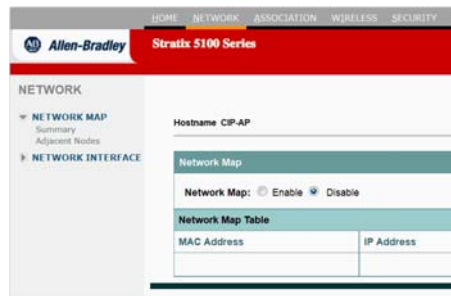 HOME NETWORK ASSOCIATION WIRELESS SECURITY
AB Allen-Bradley
Stratix 5100 Series
NETWORK
NETWORK MAP
Summary
Adjacent Nodes
NETWORK INTERFACE
Hostname CIP-AP
Network Map
Network Map: Enable Disable
Network Map Table
MAC Address IP Address